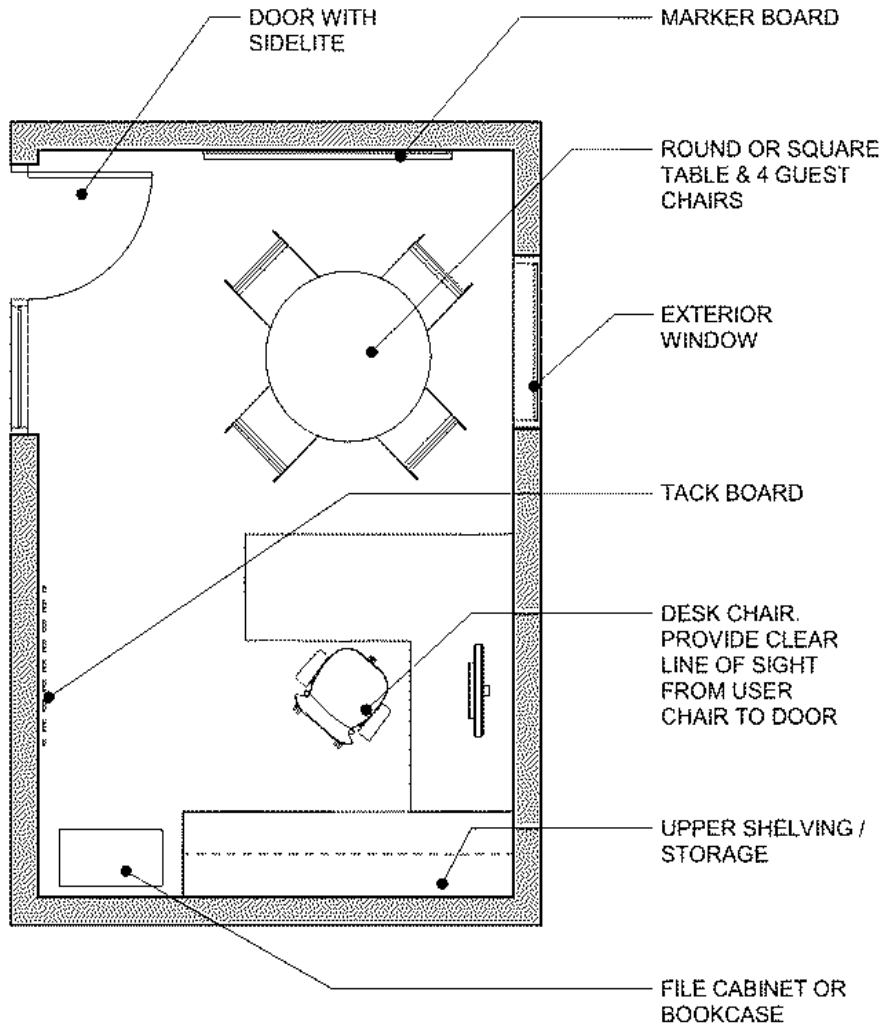 DOOR WITH
SIDELITE
MARKER BOARD
ROUND OR SQUARE
TABLE & 4 GUEST
CHAIRS
EXTERIOR
WINDOW
TACK BOARD
DESK CHAIR.
PROVIDE CLEAR
LINE OF SIGHT
FROM USER
CHAIR TO DOOR
UPPER SHELVING /
STORAGE
FILE CABINET OR
BOOKCASE